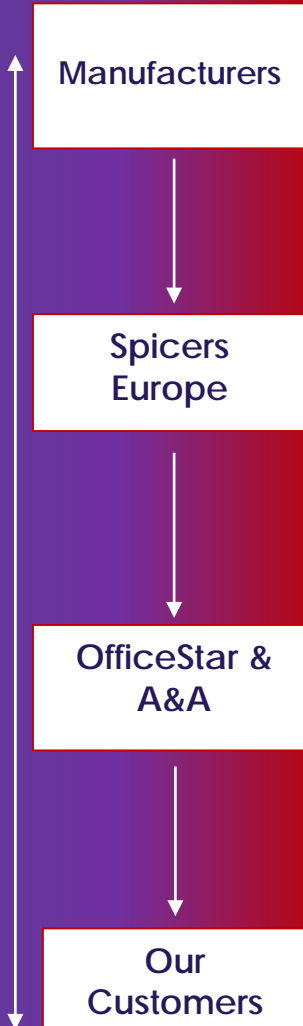 Manufacturers
Spicers
Europe
OfficeStar &
A&A
Our
Customers